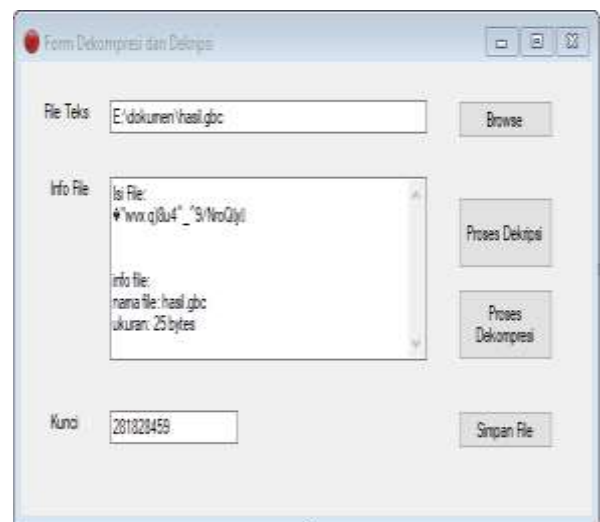 Form Dekompresi dan Dekripsi
File Teks
E:\dokumen\hasil.gbc
Browse
Info File
Isi File:
info file:
nama file: hasil.gbc
ukuran: 25 bytes
Proses Dekripsi
Proses
Dekompresi
Kunci
281828459
Simpan File